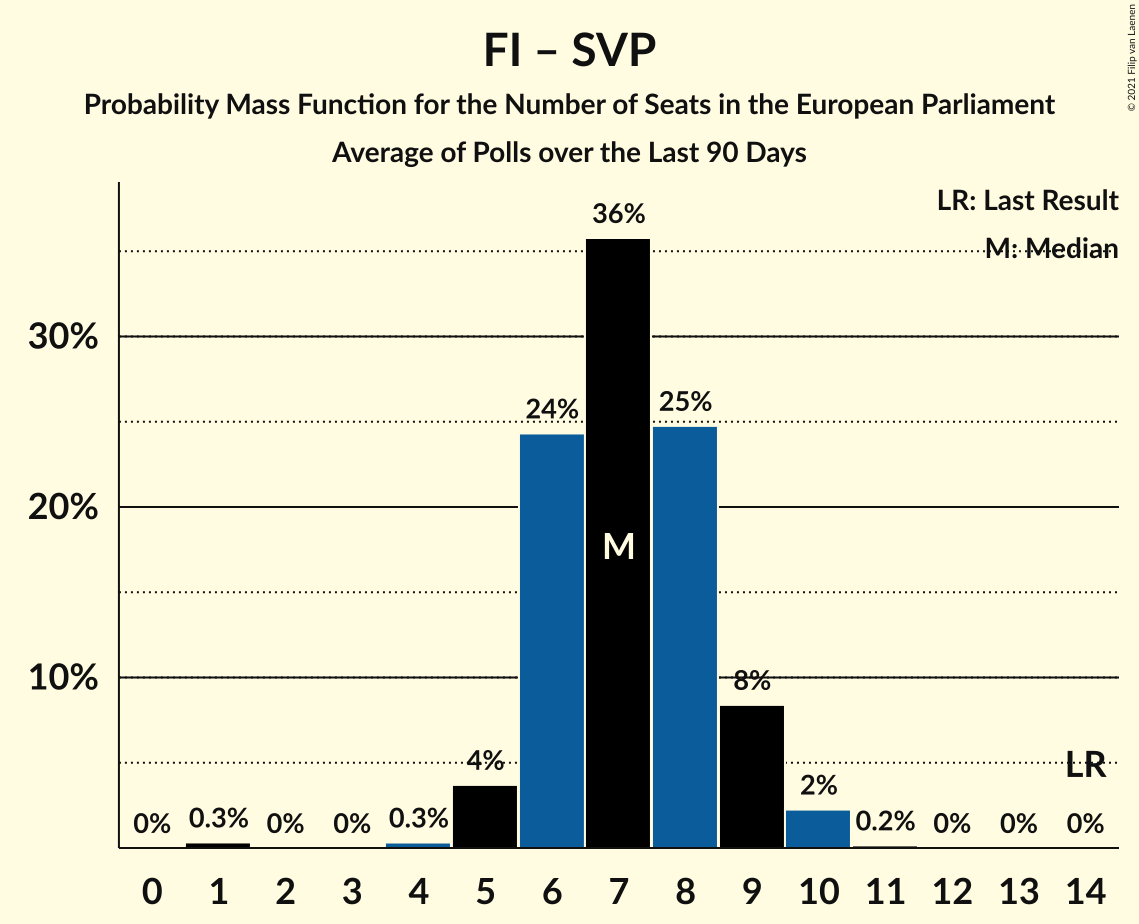 FI – SVP
Probability Mass Function for the Number of Seats in the European Parliament
Average of Polls over the Last 90 Days
© 2021 Filip van Laenen
LR: Last Result
M: Median
36%
30%
25%
24%
20%
M
10%
8%
4%
LR
2%
0% 0.3% 0% 0% 0.3% 0.2% 0% 0% 0%
0 1 2 3 4 5 6 7 8 9 10 11 12 13 14